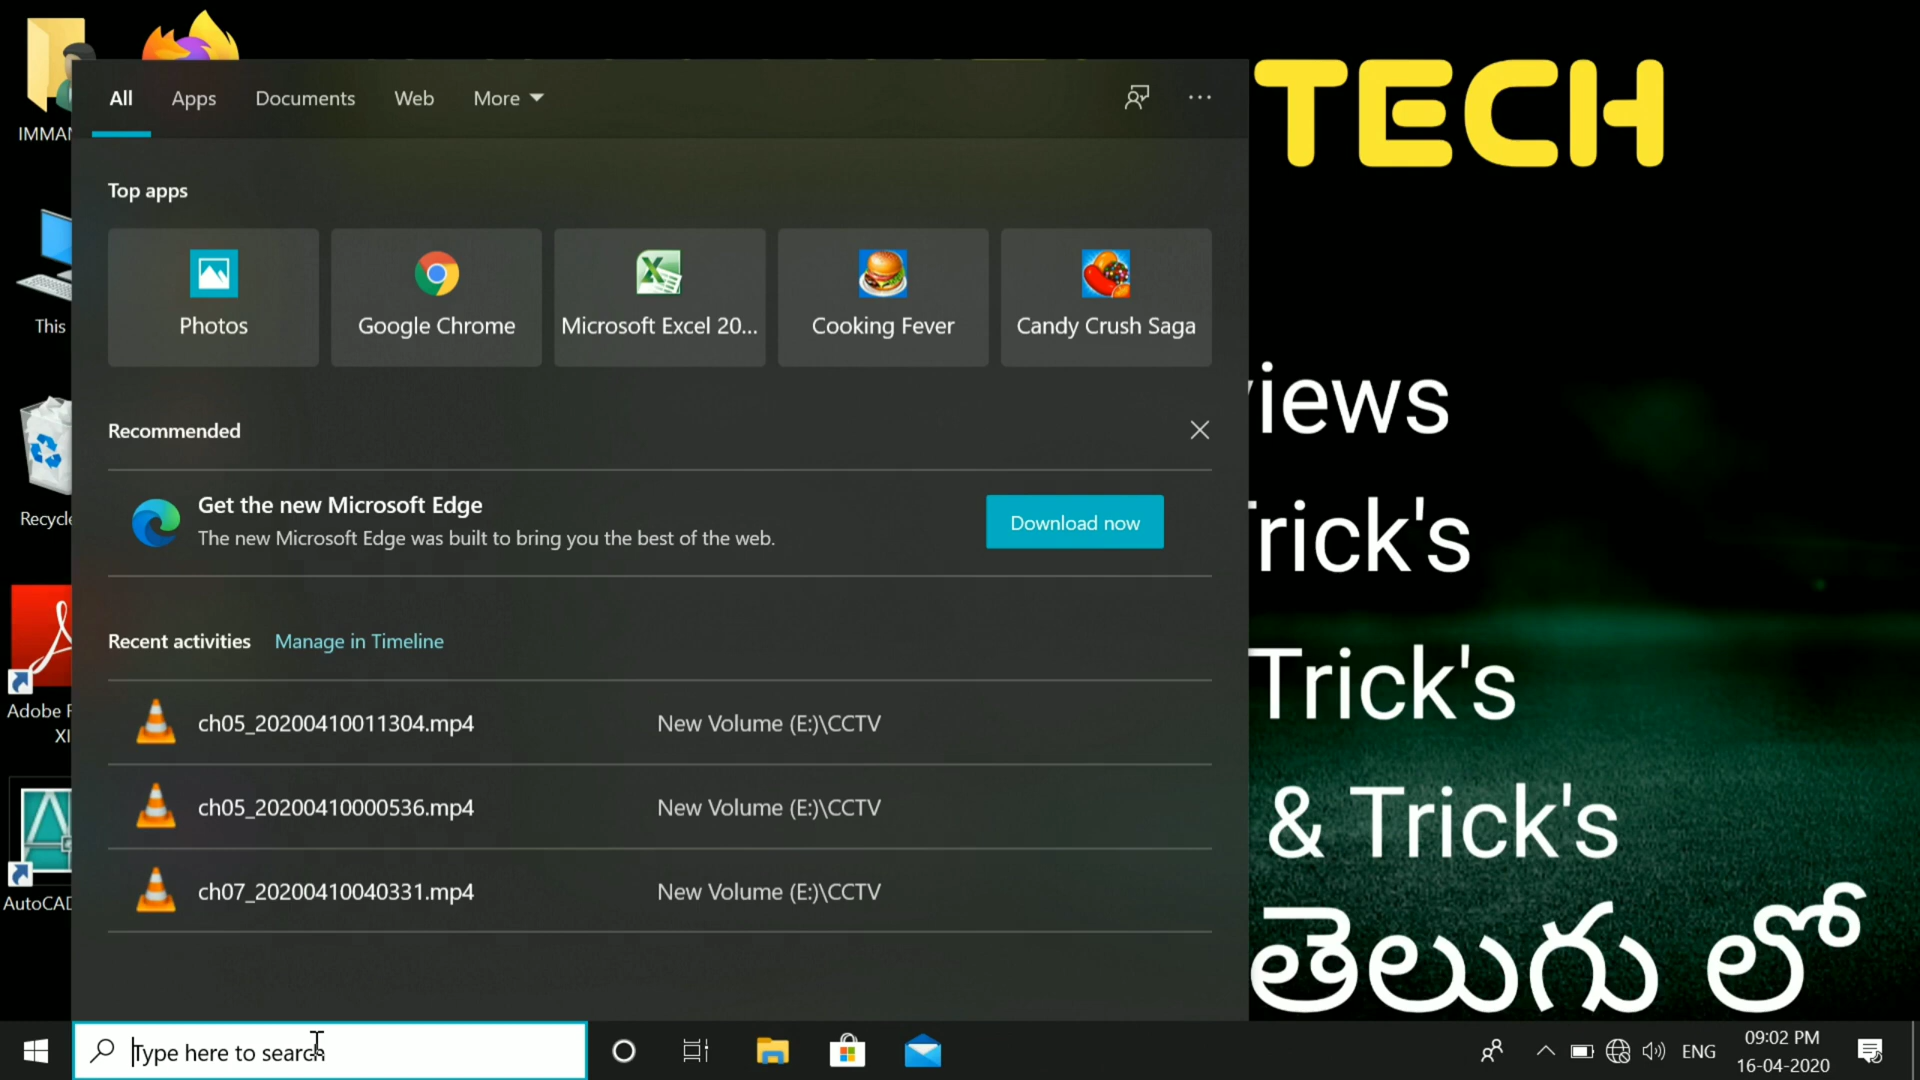 TECH
IMMAN
All Apps Documents Web More
Top apps
Photos
Google Chrome
Microsoft Excel 20...
Cooking Fever
Candy Crush Saga
This
iews
Recommended
Recycle
Get the new Microsoft Edge
The new Microsoft Edge was built to bring you the best of the web.
Download now
rick's
Recent activities Manage in Timeline
Trick's
Adobe
XI
ch05_20200410011304.mp4 New Volume (E:)\CCTV
ch05_20200410000536.mp4 New Volume (E:)\CCTV
& Trick's
AutoCAD
ch07_20200410040331.mp4 New Volume (E:)\CCTV
తెలుగు లో
Type here to search
ENG
09:02 PM
16-04-2020